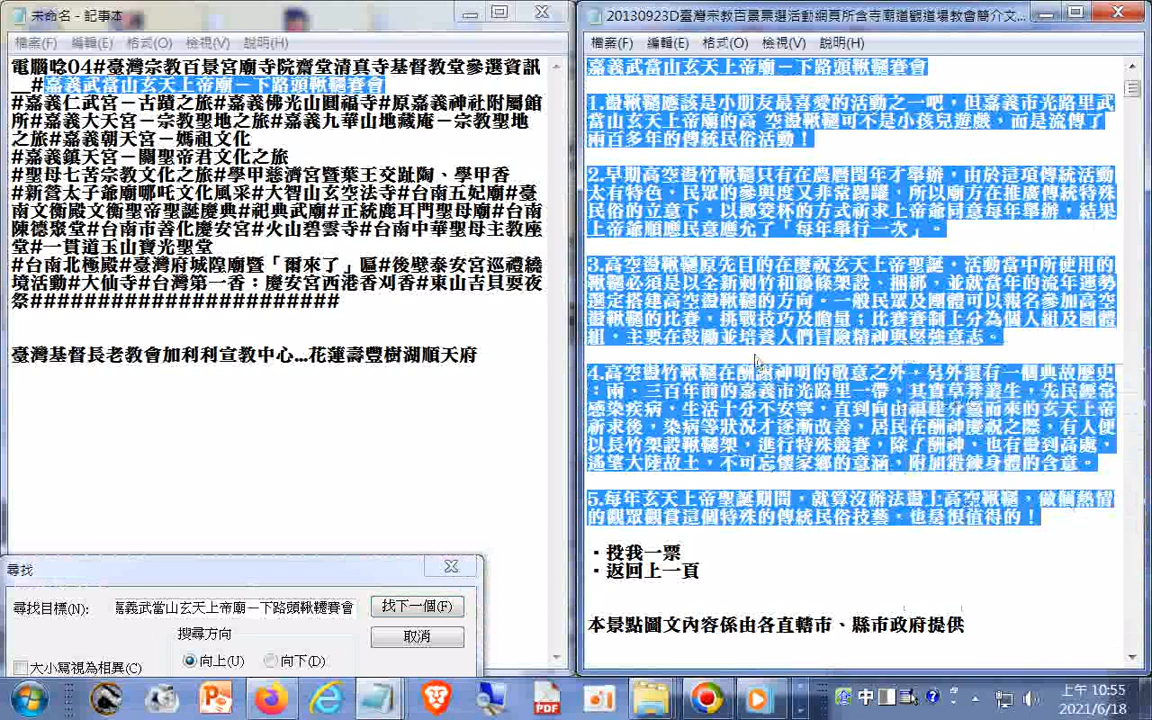 未命名 - 記事本
檔案(F) 編輯(E) 格式(O) 檢視(V) 說明(H)
電腦唸04#臺灣宗教百景宮廟寺院齋堂清真寺基督教堂參選資訊
__#嘉義武當山玄天上帝廟－下路頭鞦韆賽會
#嘉義仁武宮－古蹟之旅#嘉義佛光山圓福寺#原嘉義神社附屬館
所#嘉義大天宮－宗教聖地之旅#嘉義九華山地藏庵－宗教聖地
之旅#嘉義朝天宮－媽祖文化
#嘉義鎮天宮－關聖帝君文化之旅
#聖母七苦宗教文化之旅#學甲慈濟宮暨葉王交趾陶、學甲香
#新營太子爺廟哪吒文化風采#大智山玄空法寺#台南五妃廟#臺
南文衡殿文衡聖帝聖誕慶典#祀典武廟#正統鹿耳門聖母廟#台南
陳德聚堂#台南市善化慶安宮#火山碧雲寺#台南中華聖母主教座
堂#一貫道玉山寶光聖堂
#台南北極殿#臺灣府城隍廟暨「爾來了」匾#後壁泰安宮巡禮繞
境活動#大仙寺#台灣第一香：慶安宮西港香刈香#東山吉貝耍夜
祭####################
臺灣基督長老教會加利利宣教中心...花蓮壽豐樹湖順天府
尋找
尋找目標(N):
嘉義武當山玄天上帝廟－下路頭鞦韆賽會
找下一個(F)
搜尋方向
取消
大小寫視為相異(C)
向上(U)
向下(D)
20130923D臺灣宗教百景票選活動網頁所含寺廟道觀道場教會簡介文...
檔案(F) 編輯(E) 格式(O) 檢視(V) 說明(H)
嘉義武當山玄天上帝廟－下路頭鞦韆賽會
1.盪鞦韆應該是小朋友最喜愛的活動之一吧，但嘉義市光路里武
當山玄天上帝廟的高 空盪鞦韆可不是小孩兒遊戲，而是流傳了
兩百多年的傳統民俗活動！
2.早期高空盪竹鞦韆只有在農曆閏年才舉辦，由於這項傳統活動
太有特色，民眾的參與度又非常踴躍，所以廟方在推廣傳統特殊
民俗的立意下，以擲筊杯的方式祈求上帝爺同意每年舉辦，結果
上帝爺順應民意應允了「每年舉行一次」。
3.高空盪鞦韆原先目的在慶祝玄天上帝聖誕，活動當中所使用的
鞦韆必須是以全新刺竹和籐條架設、捆綁，並就當年的流年運勢
選定搭建高空盪鞦韆的方向。一般民眾及團體可以報名參加高空
盪鞦韆的比賽，挑戰技巧及膽量；比賽賽制上分為個人組及團體
組，主要在鼓勵並培養人們冒險精神與堅強意志。
4.高空盪竹鞦韆在酬謝神明的敬意之外，另外還有一個典故歷史
：兩、三百年前的嘉義市光路里一帶，其實草莽叢生，先民經常
感染疾病，生活十分不安寧，直到向由福建分靈而來的玄天上帝
祈求後，染病等狀況才逐漸改善，居民在酬神慶祝之際，有人便
以長竹架設鞦韆架，進行特殊競賽，除了酬神，也有盪到高處，
遙望大陸故土，不可忘懷家鄉的意涵，附加鍛鍊身體的含意。
5.每年玄天上帝聖誕期間，就算沒辦法盪上高空鞦韆，做個熱情
的觀眾觀賞這個特殊的傳統民俗技藝，也是很值得的！
．投我一票
．返回上一頁
本景點圖文內容係由各直轄市、縣市政府提供
中
上午 10:55
2021/6/18